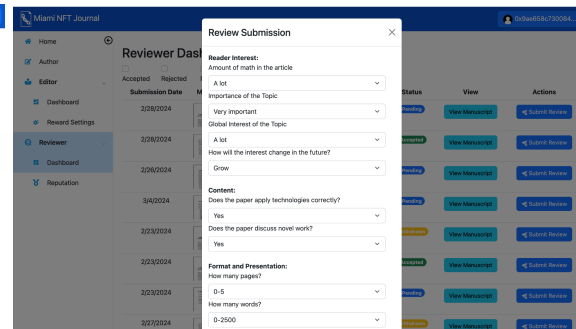 Miami NFT Journal
0x9ae658c730084...
Home
Author
Editor
Dashboard
Reward Settings
Reviewer
Dashboard
Reputation
Reviewer Das
Accepted Rejected
Submission Date
Status View Actions
2/28/2024 Pending View Manuscript Submit Review
2/28/2024 Accepted View Manuscript Submit Review
2/26/2024 Pending View Manuscript Submit Review
3/4/2024 Pending View Manuscript Submit Review
2/23/2024 View Manuscript Submit Review
2/23/2024 Accepted View Manuscript Submit Review
2/23/2024 Pending View Manuscript Submit Review
2/27/2024 View Manuscript Submit Review
Review Submission
Reader Interest:
Amount of math in the article
A lot
Importance of the Topic
Very important
Global Interest of the Topic
A lot
How will the interest change in the future?
Grow
Content:
Does the paper apply technologies correctly?
Yes
Does the paper discuss novel work?
Yes
Format and Presentation:
How many pages?
0-5
How many words?
0-2500